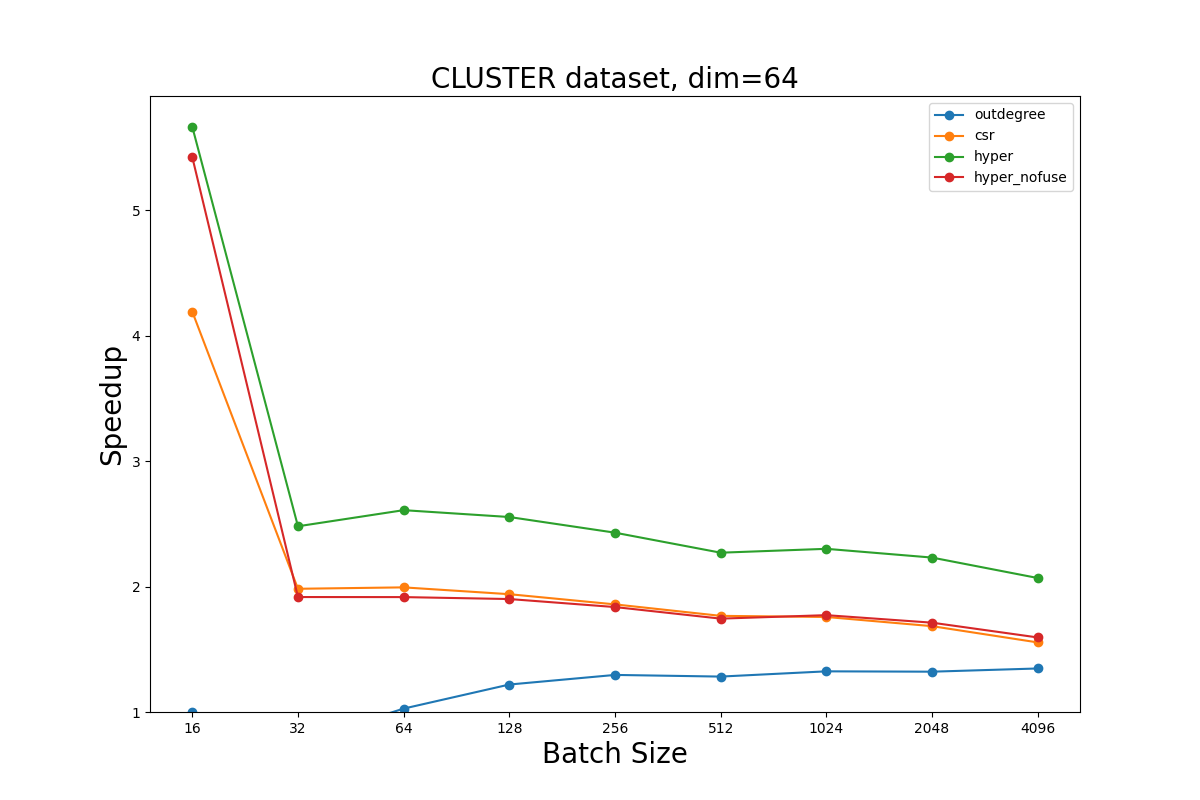 CLUSTER dataset, dim=64
outdegree
csr
hyper
hyper_nofuse
Speedup
5
4
3
2
1
16 32 64 128 256 512 1024 2048 4096
Batch Size